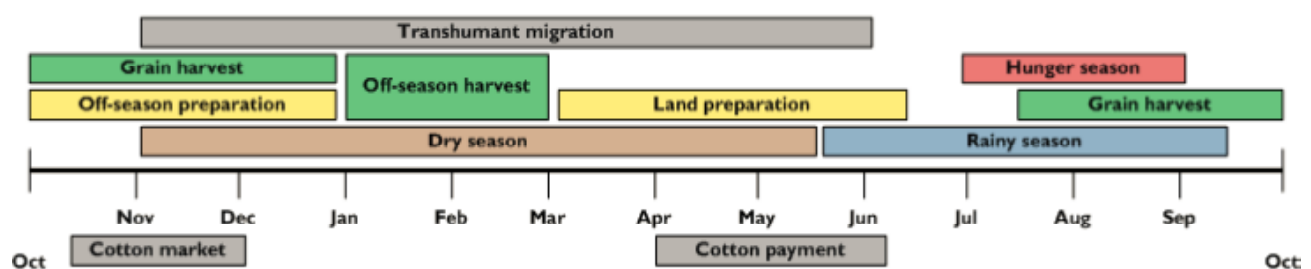 Transhumant migration
Grain harvest
Off-season harvest
Hunger season
Off-season preparation
Land preparation
Grain harvest
Dry season
Rainy season
Nov Dec Jan Feb Mar Apr May Jun Jul Aug Sep
Cotton market
Cotton payment
Oct
Oct